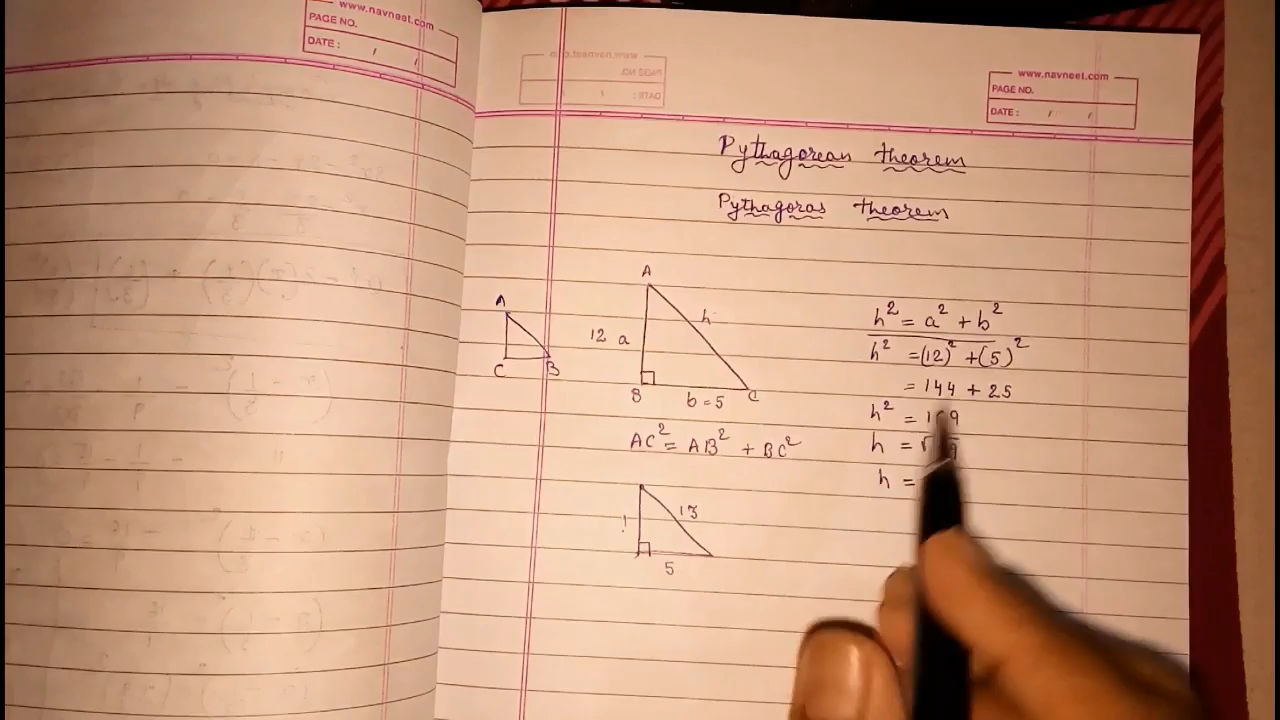 www.navneet.com
PAGE NO.
DATE : / /
www.navneet.com
PAGE NO.
DATE : / /
Pythagorean theorem
Pythagoras theorem
A
C B
A
12 a
h
B
b = 5
C
AC² = AB² + BC²
13
5
h² = a² + b²
h² = (12)² + (5)²
= 144 + 25
h² =
h = √
h =